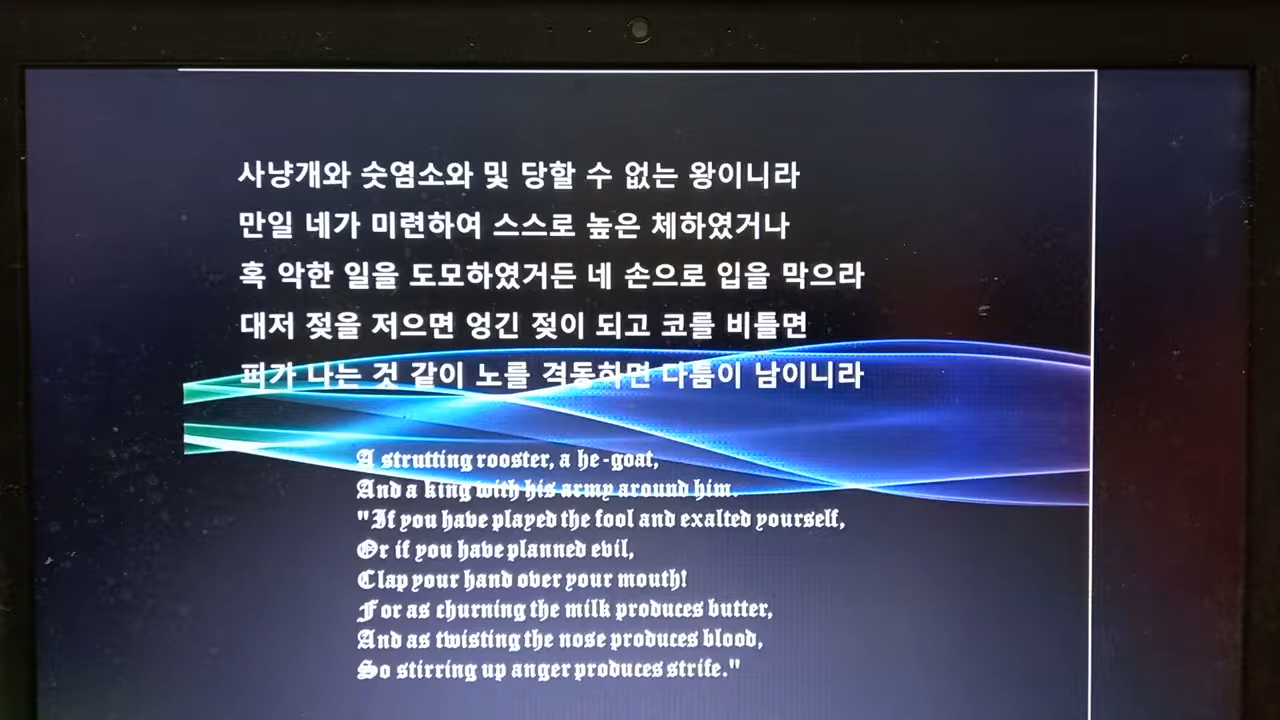 사냥개와 숫염소와 및 당할 수 없는 왕이니라
만일 네가 미련하여 스스로 높은 체하였거나
혹 악한 일을 도모하였거든 네 손으로 입을 막으라
대저 젖을 저으면 엉긴 젖이 되고 코를 비틀면
피가 나는 것 같이 노를 격동하면 다툼이 남이니라
A strutting rooster, a he-goat,
And a king with his army around him.
"If you have played the fool and exalted yourself,
Or if you have planned evil,
Clap your hand over your mouth!
For as churning the milk produces butter,
And as twisting the nose produces blood,
So stirring up anger produces strife."